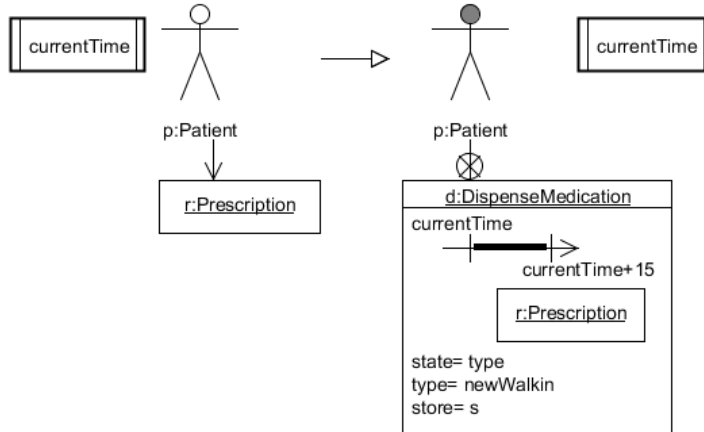 currentTime
currentTime
p:Patient
p:Patient
r:Prescription
d:DispenseMedication
currentTime
currentTime+15
r:Prescription
state= type
type= newWalkin
store= s